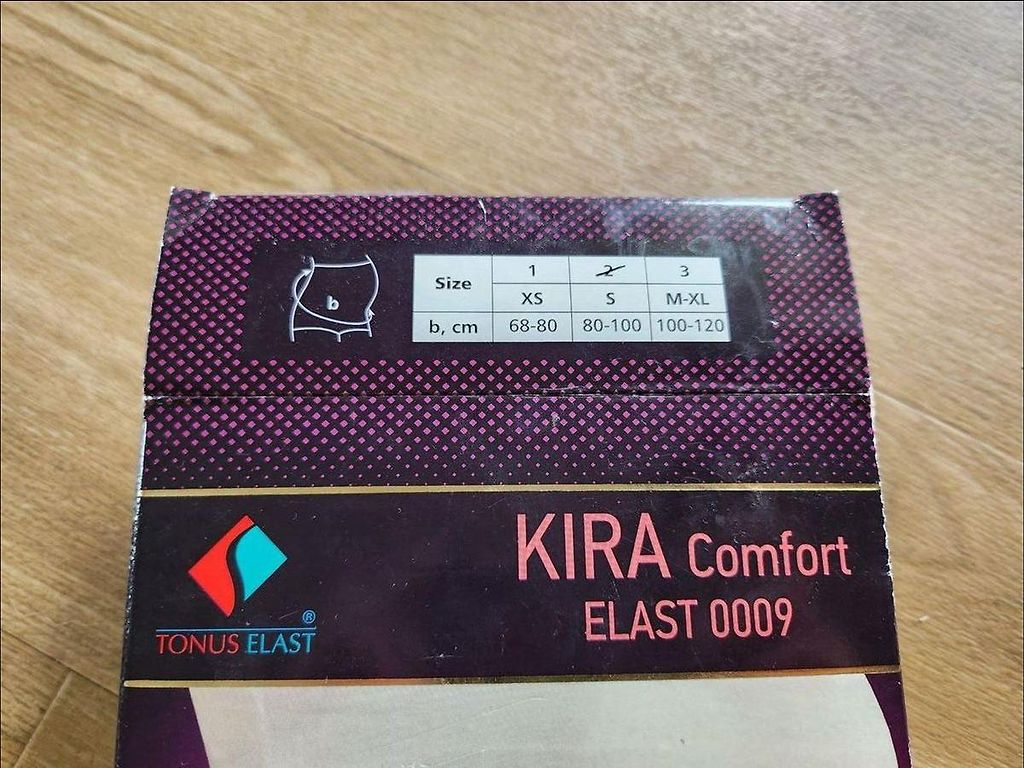 b
Size 1 2 3
XS S M-XL
b, cm 68-80 80-100 100-120
KIRA Comfort
ELAST 0009
®
TONUS ELAST